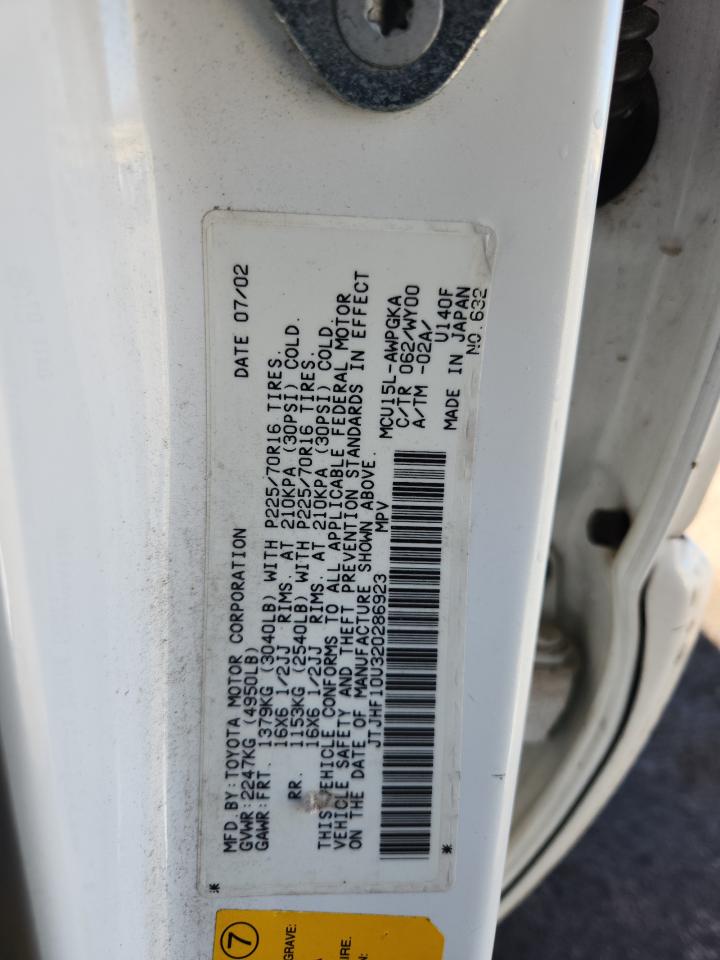 MFD. BY: TOYOTA MOTOR CORPORATION DATE 07/02
GVWR: 2247KG (4950LB)
GAWR: FRT. 1379KG (3040LB) WITH P225/70R16 TIRES.
16X6 1/2JJ RIMS. AT 210KPA (30PSI) COLD.
RR. 1153KG (2540LB) WITH P225/70R16 TIRES.
16X6 1/2JJ RIMS. AT 210KPA (30PSI) COLD.
THIS VEHICLE CONFORMS TO ALL APPLICABLE FEDERAL MOTOR
VEHICLE SAFETY AND THEFT PREVENTION STANDARDS IN EFFECT
ON THE DATE OF MANUFACTURE SHOWN ABOVE.
JTJHF10U320286923 MPV
MCU15L-AWPGKA
C/TR 062/WY00
A/TM -02A/
U140F
* MADE IN JAPAN
NO.632
7
GRAVE:
IRE.